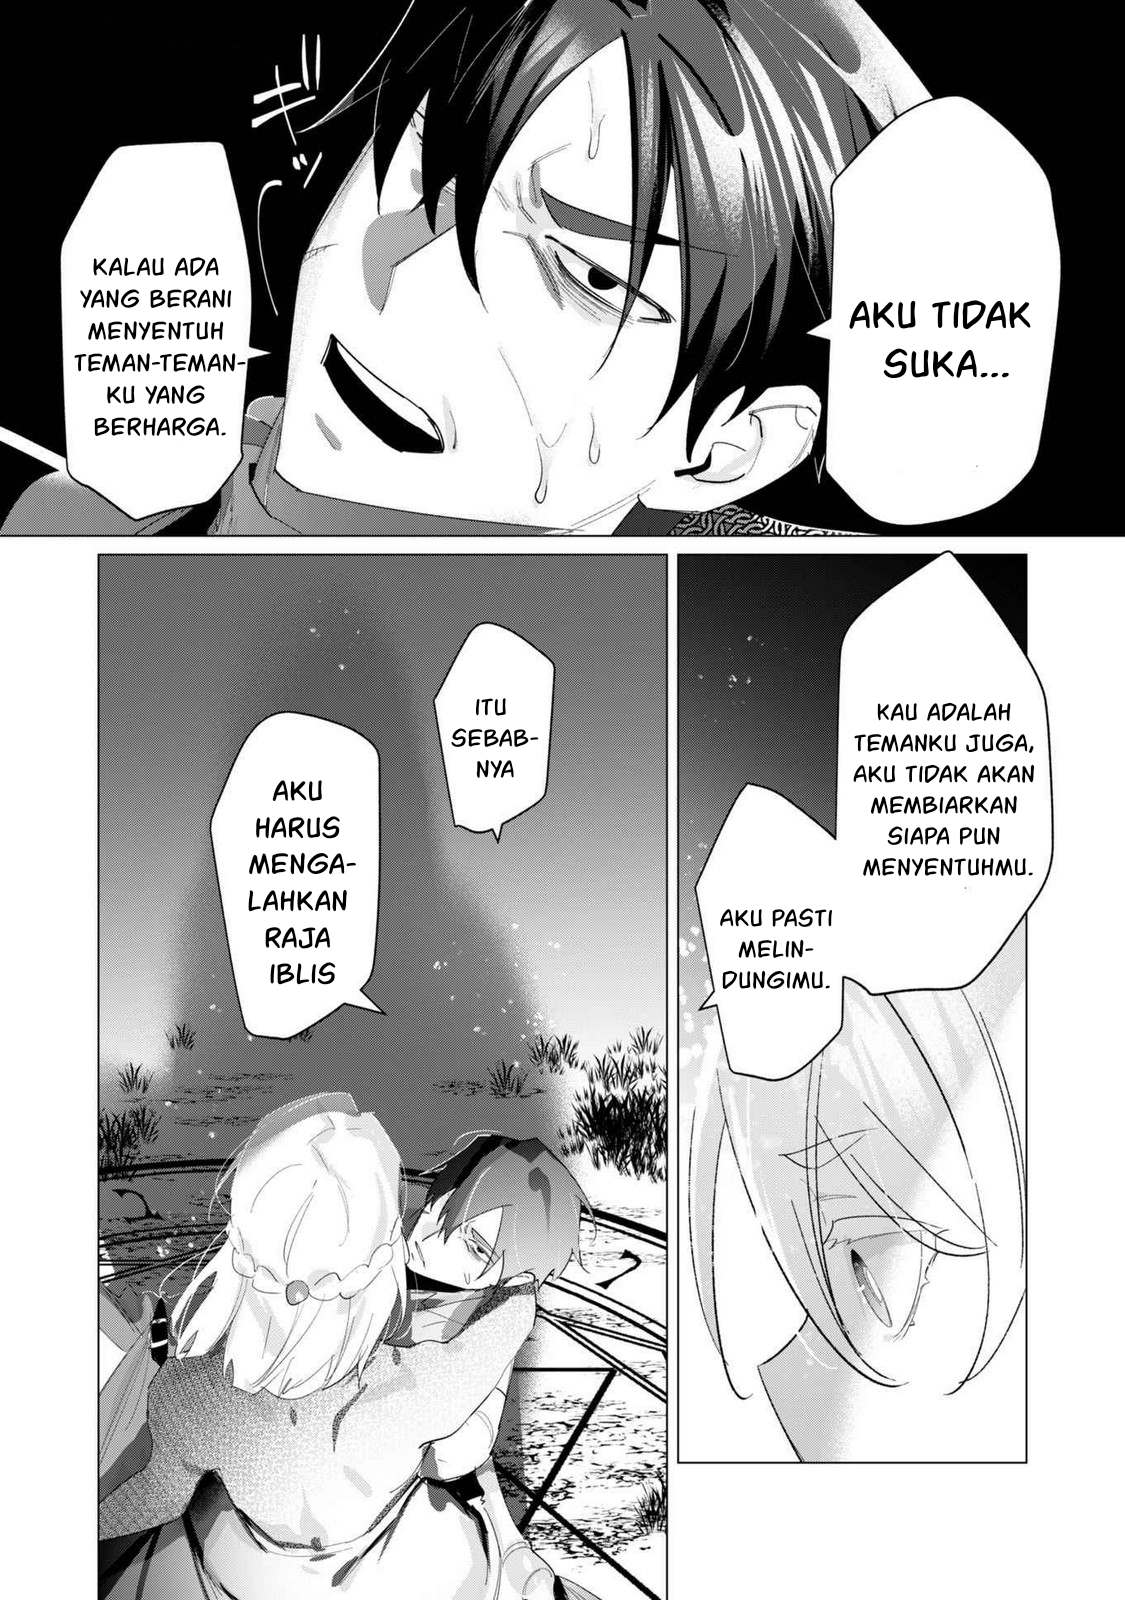 AKU TIDAK
SUKA...
KALAU ADA
YANG BERANI
MENYENTUH
TEMAN-TEMAN-
KU YANG
BERHARGA.
ギッ
KAU ADALAH
TEMANKU JUGA,
AKU TIDAK AKAN
MEMBIARKAN
SIAPA PUN
MENYENTUHMU.
AKU PASTI
MELIN-
DUNGIMU.
ITU
SEBAB-
NYA
AKU
HARUS
MENGA-
LAHKAN
RAJA
IBLIS